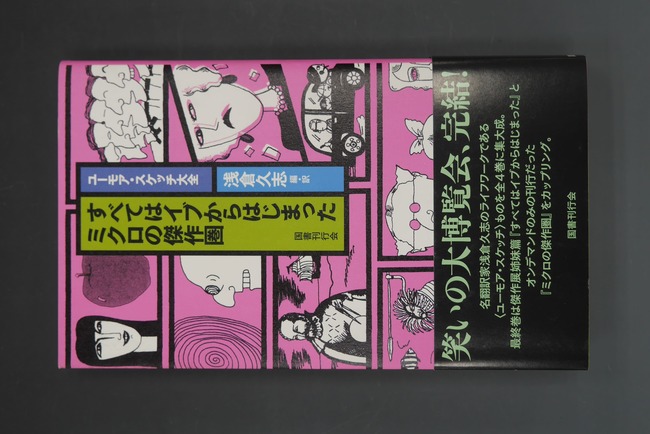 ユーモア・スケッチ大全
浅倉久志 編・訳
すべてはイブからはじまった
ミクロの傑作圏
国書刊行会
笑いの大博覧会、完結!
名翻訳家浅倉久志のライフワークである
〈ユーモア・スケッチ〉ものを全4巻に集大成。
最終巻は傑作展姉妹篇『すべてはイブからはじまった』と
オンデマンドのみの刊行だった
『ミクロの傑作圏』をカップリング。
国書刊行会